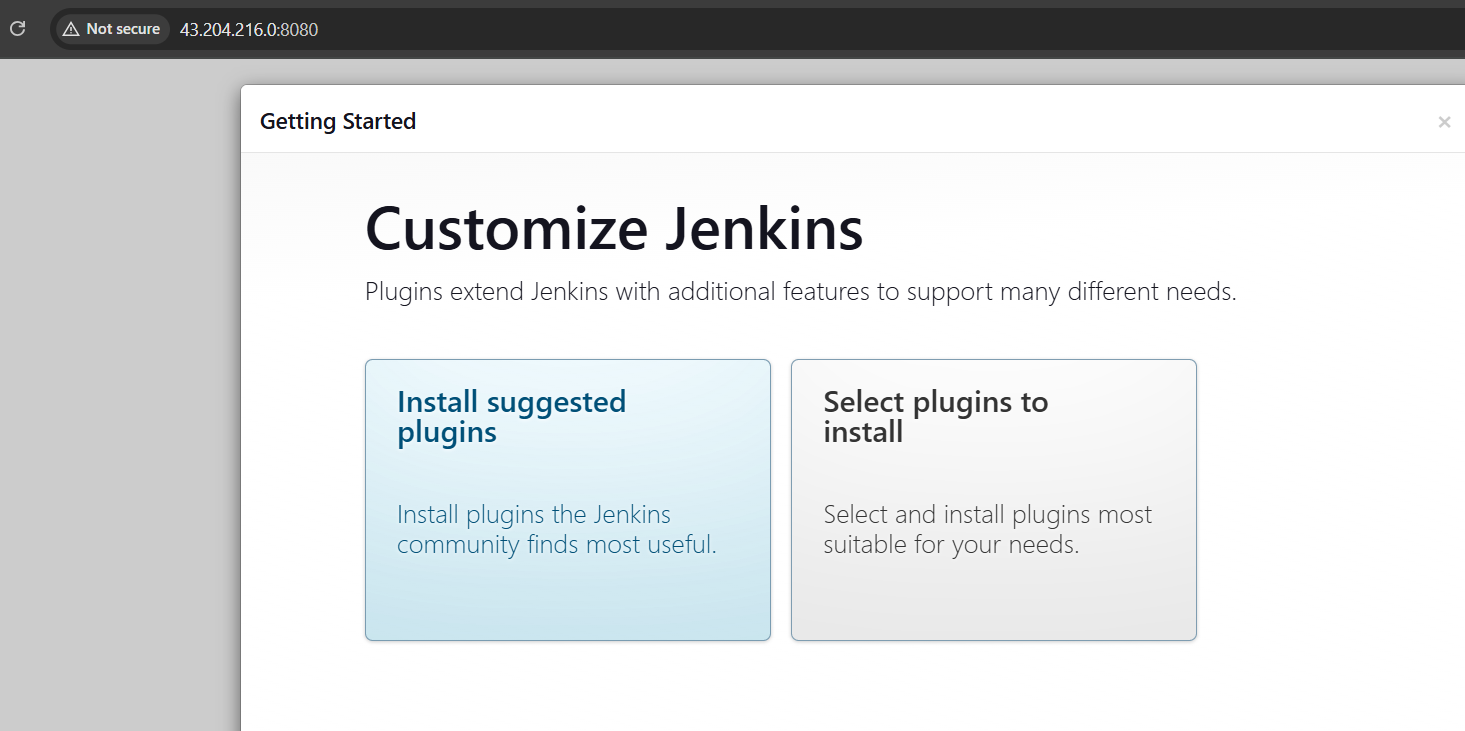 Not secure 43.204.216.0:8080
Getting Started ×
Customize Jenkins
Plugins extend Jenkins with additional features to support many different needs.
Install suggested
plugins
Install plugins the Jenkins
community finds most useful.
Select plugins to
install
Select and install plugins most
suitable for your needs.